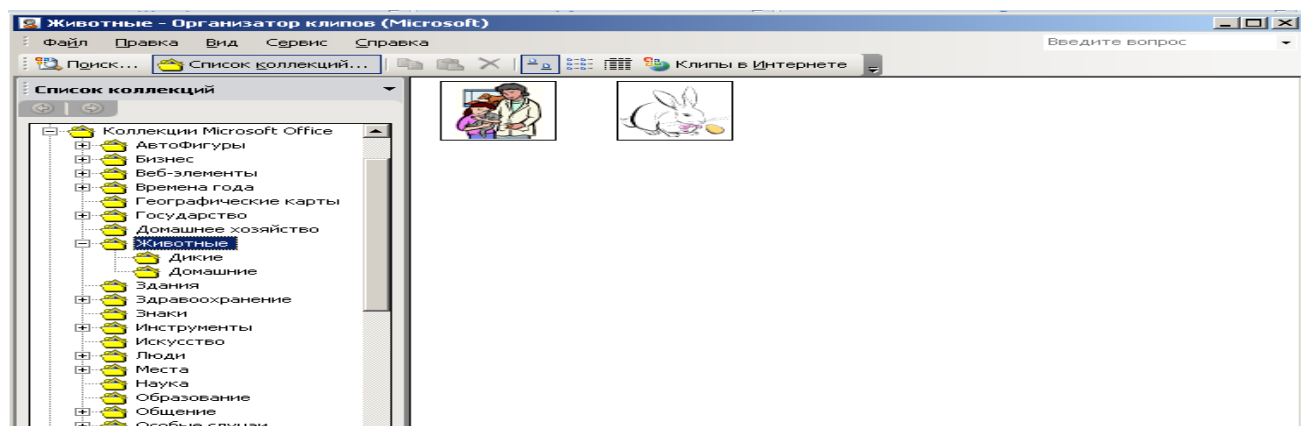 Животные - Организатор клипов (Microsoft)
Файл Правка Вид Сервис Справка Введите вопрос
Поиск... Список коллекций... Клипы в Интернете
Список коллекций
Коллекции Microsoft Office
АвтоФигуры
Бизнес
Веб-элементы
Времена года
Географические карты
Государство
Домашнее хозяйство
Животные
Дикие
Домашние
Здания
Здравоохранение
Знаки
Инструменты
Искусство
Люди
Места
Наука
Образование
Общение
Особые случаи